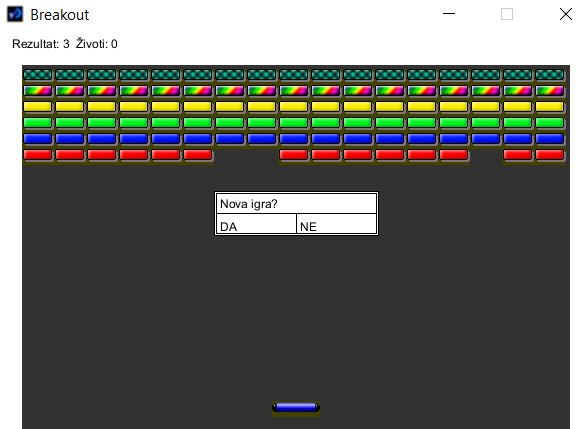 Breakout
Rezultat: 3 Životi: 0
Nova igra?
DA NE